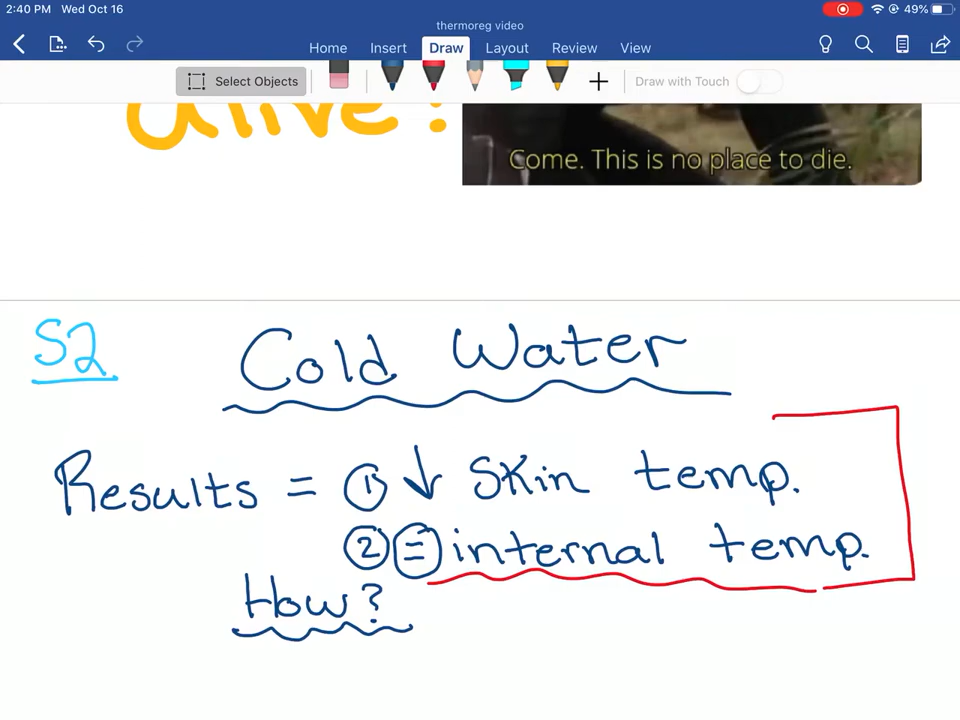 2:40 PM Wed Oct 16 49%
thermoreg video
Home Insert Draw Layout Review View
Select Objects Draw with Touch
alive!
Come. This is no place to die.
S2 Cold Water
Results = ① ↓ Skin temp.
② = internal temp.
How?